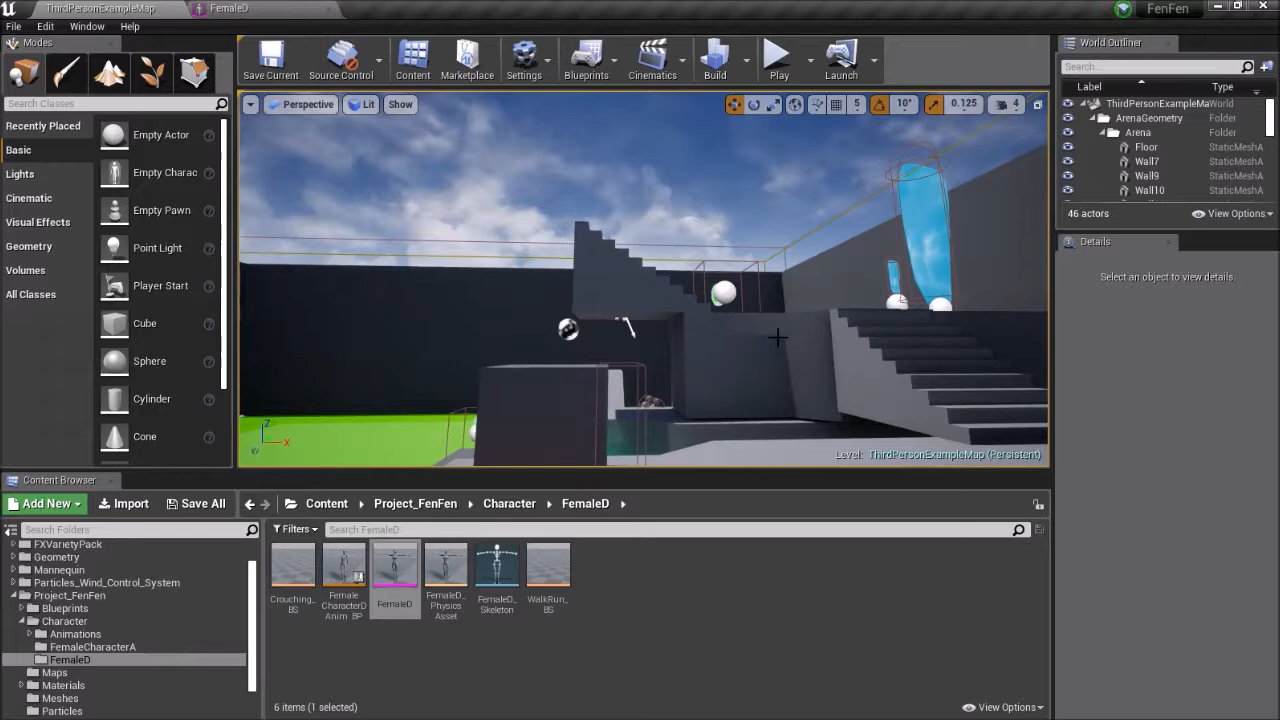 ThirdPersonExampleMap
FemaleD
FenFen
File Edit Window Help
Modes
Search Classes
Recently Placed
Basic
Lights
Cinematic
Visual Effects
Geometry
Volumes
All Classes
Empty Actor
Empty Charac
Empty Pawn
Point Light
Player Start
Cube
Sphere
Cylinder
Cone
Save Current
Source Control
Content
Marketplace
Settings
Blueprints
Cinematics
Build
Play
Launch
Perspective
Lit
Show
5
10°
0.125
4
Z
X
Level: ThirdPersonExampleMap (Persistent)
World Outliner
Search...
Label
Type
ThirdPersonExampleMa World
ArenaGeometry Folder
Arena Folder
Floor StaticMeshA
Wall7 StaticMeshA
Wall9 StaticMeshA
Wall10 StaticMeshA
46 actors
View Options
Details
Select an object to view details.
Content Browser
Add New
Import
Save All
Content
Project_FenFen
Character
FemaleD
Search Folders
FXVarietyPack
Geometry
Mannequin
Particles_Wind_Control_System
Project_FenFen
Blueprints
Character
Animations
FemaleCharacterA
FemaleD
Maps
Materials
Meshes
Particles
Filters
Search FemaleD
Crouching_
BS
Female
CharacterD
Anim_BP
FemaleD
FemaleD_
Physics
Asset
FemaleD_
Skeleton
WalkRun_
BS
6 items (1 selected)
View Options